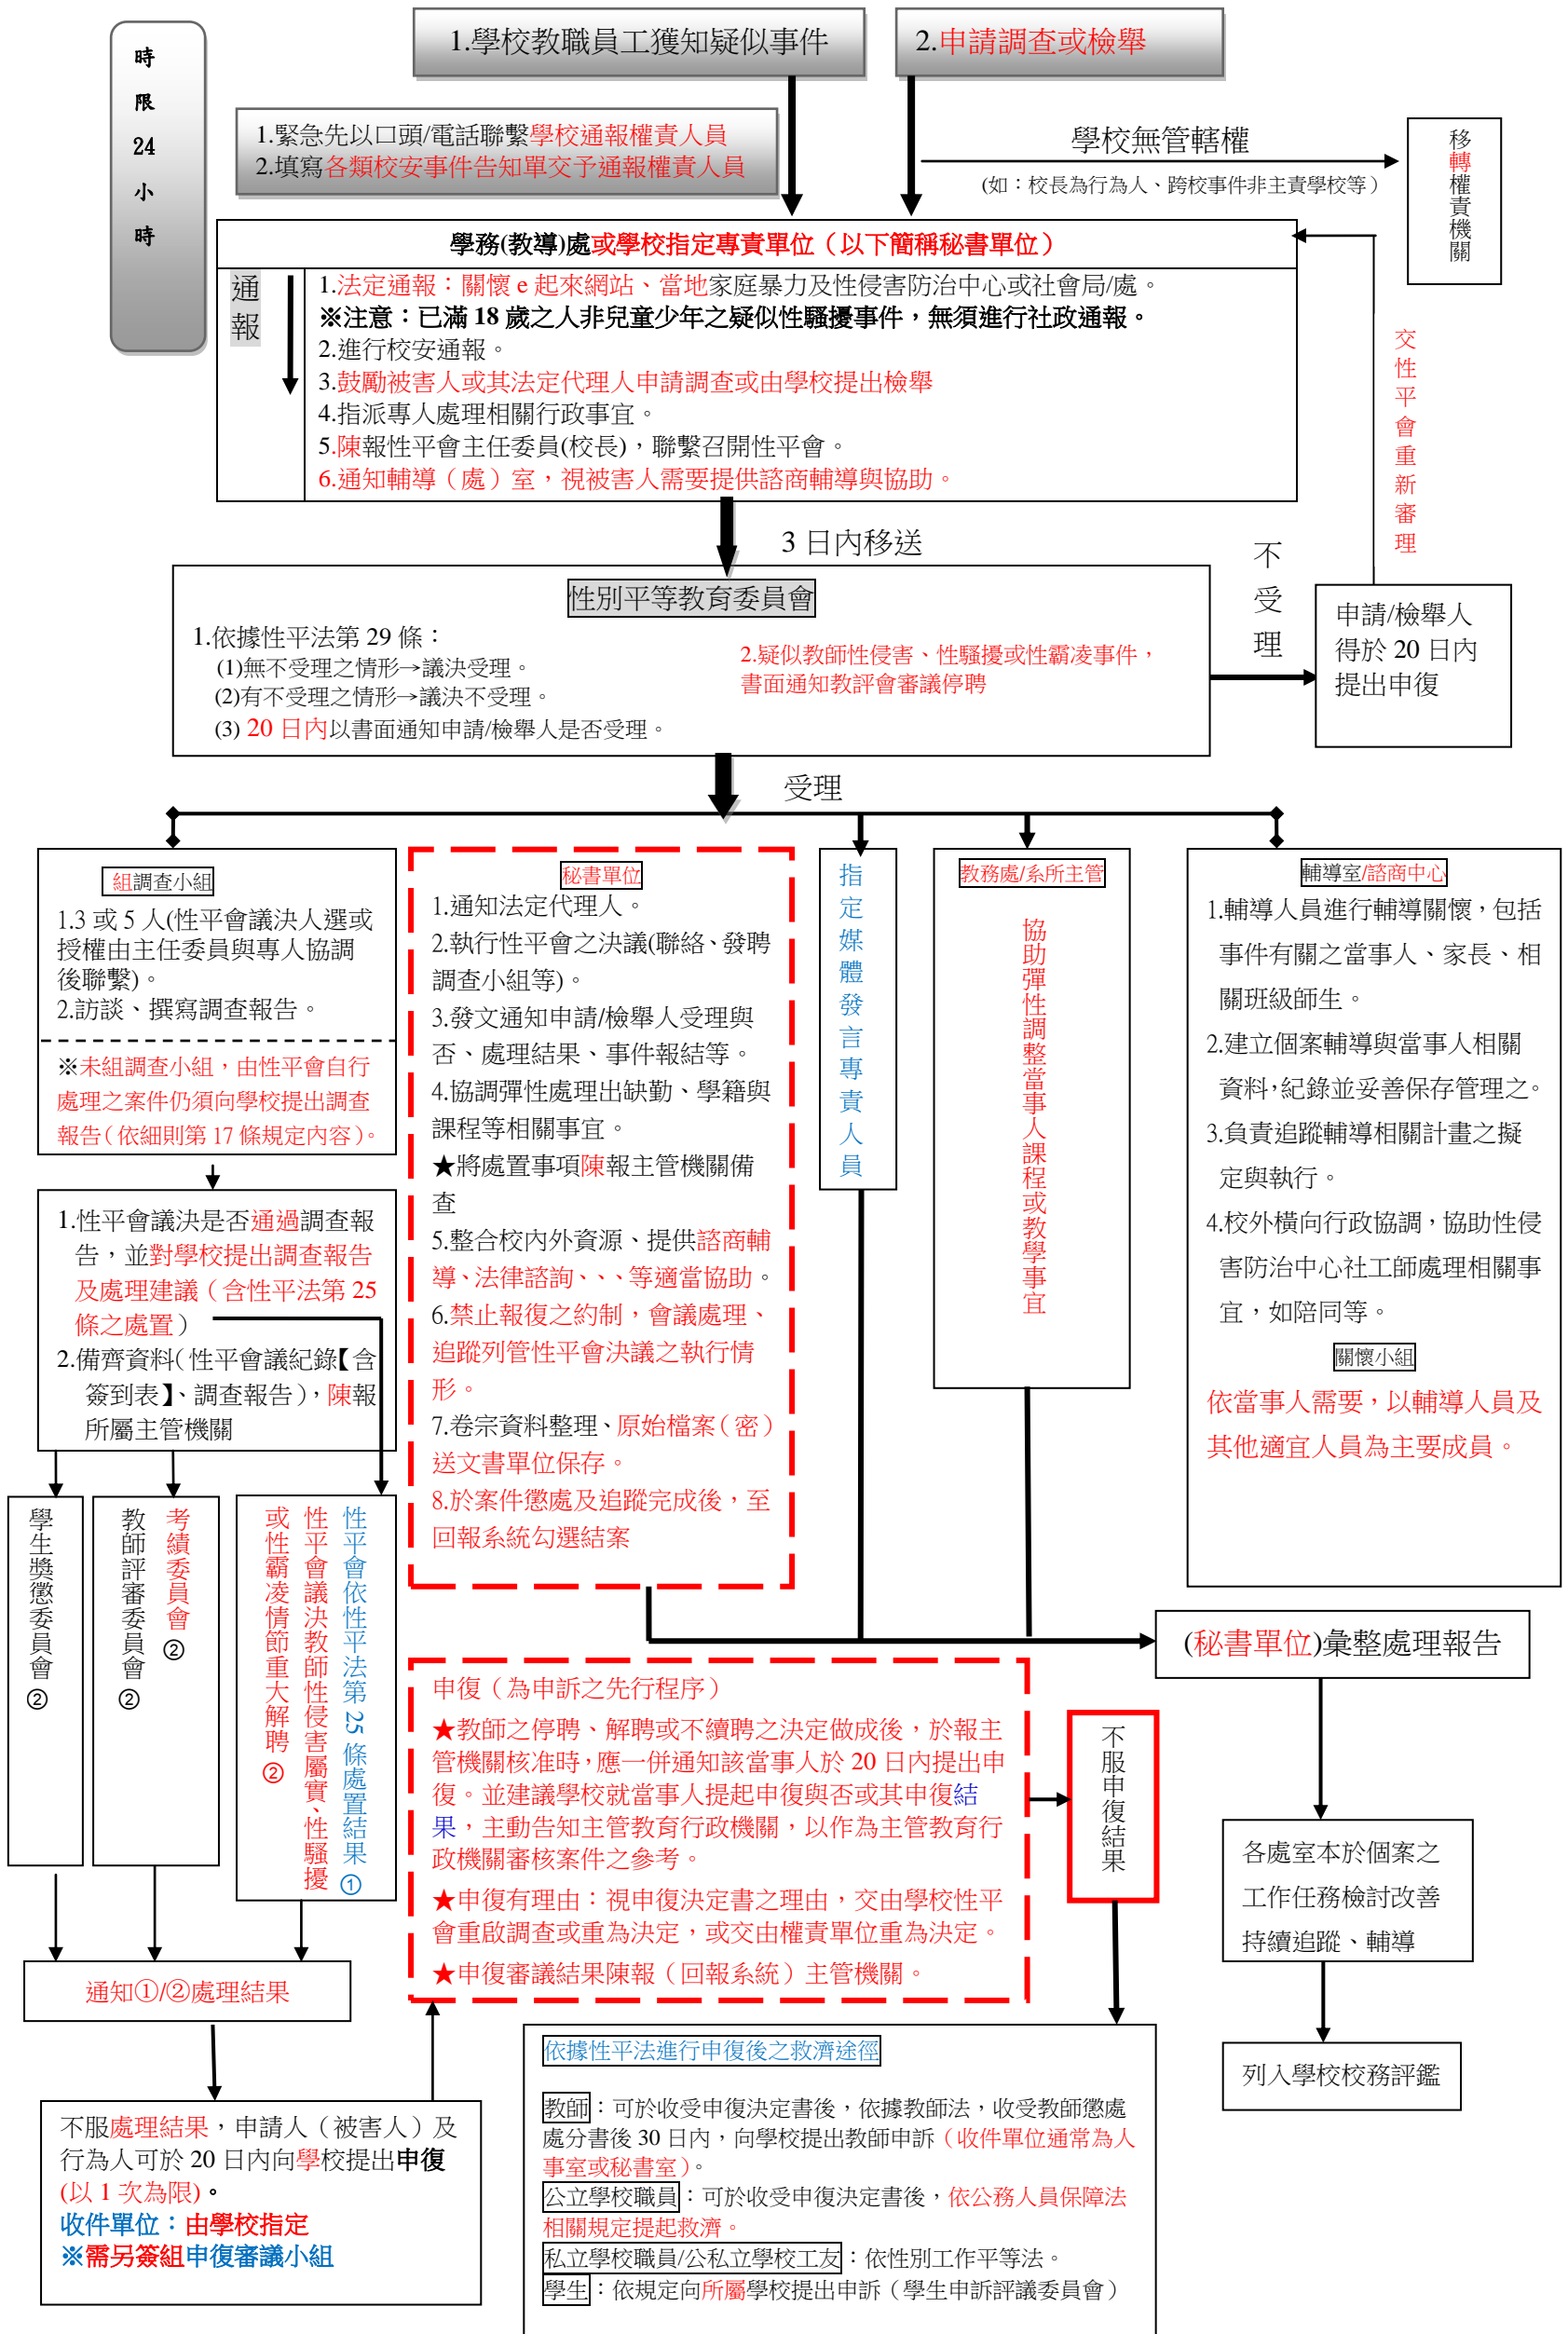 時
限
24
小
時
1.學校教職員工獲知疑似事件
2.申請調查或檢舉
1.緊急先以口頭/電話聯繫學校通報權責人員
2.填寫各類校安事件告知單交予通報權責人員
學校無管轄權
(如：校長為行為人、跨校事件非主責學校等）
移轉權責機關
學務(教導)處或學校指定專責單位（以下簡稱秘書單位）
通報
1.法定通報：關懷 e 起來網站、當地家庭暴力及性侵害防治中心或社會局/處。
※注意：已滿 18 歲之人非兒童少年之疑似性騷擾事件，無須進行社政通報。
2.進行校安通報。
3.鼓勵被害人或其法定代理人申請調查或由學校提出檢舉
4.指派專人處理相關行政事宜。
5.陳報性平會主任委員(校長)，聯繫召開性平會。
6.通知輔導（處）室，視被害人需要提供諮商輔導與協助。
交性平會重新審理
3 日內移送
性別平等教育委員會
1.依據性平法第 29 條：
(1)無不受理之情形→議決受理。
(2)有不受理之情形→議決不受理。
(3) 20 日內以書面通知申請/檢舉人是否受理。
2.疑似教師性侵害、性騷擾或性霸凌事件，
書面通知教評會審議停聘
不受理
申請/檢舉人
得於 20 日內
提出申復
受理
組調查小組
1.3 或 5 人(性平會議決人選或
授權由主任委員與專人協調
後聯繫)。
2.訪談、撰寫調查報告。
※未組調查小組，由性平會自行
處理之案件仍須向學校提出調查
報告（依細則第 17 條規定內容）。
1.性平會議決是否通過調查報
告，並對學校提出調查報告
及處理建議（含性平法第 25
條之處置）
2.備齊資料（性平會議紀錄【含
簽到表】、調查報告），陳報
所屬主管機關
學生獎懲委員會②
考績委員會②
教師評審委員會②
性平會依性平法第 25 條處置結果①
性平會議決教師性侵害屬實、性騷擾
或性霸凌情節重大解聘②
通知①/②處理結果
不服處理結果，申請人（被害人）及
行為人可於 20 日內向學校提出申復
(以 1 次為限)。
收件單位：由學校指定
※需另簽組申復審議小組
秘書單位
1.通知法定代理人。
2.執行性平會之決議(聯絡、發聘
調查小組等)。
3.發文通知申請/檢舉人受理與
否、處理結果、事件報結等。
4.協調彈性處理出缺勤、學籍與
課程等相關事宜。
★將處置事項陳報主管機關備
查
5.整合校內外資源、提供諮商輔
導、法律諮詢、、、等適當協助。
6.禁止報復之約制，會議處理、
追蹤列管性平會決議之執行情
形。
7.卷宗資料整理、原始檔案（密）
送文書單位保存。
8.於案件懲處及追蹤完成後，至
回報系統勾選結案
指定媒體發言專責人員
教務處/系所主管
協助彈性調整當事人課程或教學事宜
輔導室/諮商中心
1.輔導人員進行輔導關懷，包括
事件有關之當事人、家長、相
關班級師生。
2.建立個案輔導與當事人相關
資料，紀錄並妥善保存管理之。
3.負責追蹤輔導相關計畫之擬
定與執行。
4.校外橫向行政協調，協助性侵
害防治中心社工師處理相關事
宜，如陪同等。
關懷小組
依當事人需要，以輔導人員及
其他適宜人員為主要成員。
(秘書單位)彙整處理報告
各處室本於個案之
工作任務檢討改善
持續追蹤、輔導
列入學校校務評鑑
申復（為申訴之先行程序）
★教師之停聘、解聘或不續聘之決定做成後，於報主
管機關核准時，應一併通知該當事人於 20 日內提出申
復。並建議學校就當事人提起申復與否或其申復結
果，主動告知主管教育行政機關，以作為主管教育行
政機關審核案件之參考。
★申復有理由：視申復決定書之理由，交由學校性平
會重啟調查或重為決定，或交由權責單位重為決定。
★申復審議結果陳報（回報系統）主管機關。
不服申復結果
依據性平法進行申復後之救濟途徑
教師：可於收受申復決定書後，依據教師法，收受教師懲處
處分書後 30 日內，向學校提出教師申訴（收件單位通常為人
事室或秘書室）。
公立學校職員：可於收受申復決定書後，依公務人員保障法
相關規定提起救濟。
私立學校職員/公私立學校工友：依性別工作平等法。
學生：依規定向所屬學校提出申訴（學生申訴評議委員會）